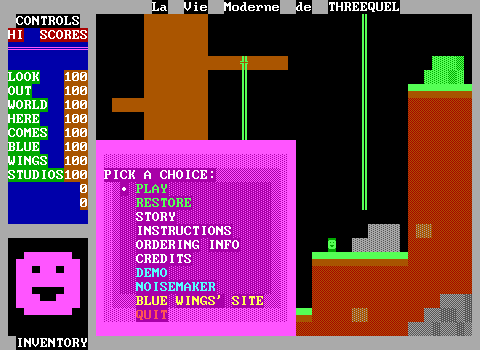 La Vie Moderne de THREEQUEL
CONTROLS
HI SCORES
LOOK 100
OUT 100
WORLD 100
HERE 100
COMES 100
BLUE 100
WINGS 100
STUDIOS 100
0
0
INVENTORY
PICK A CHOICE:
• PLAY
RESTORE
STORY
INSTRUCTIONS
ORDERING INFO
CREDITS
DEMO
NOISEMAKER
BLUE WINGS' SITE
QUIT